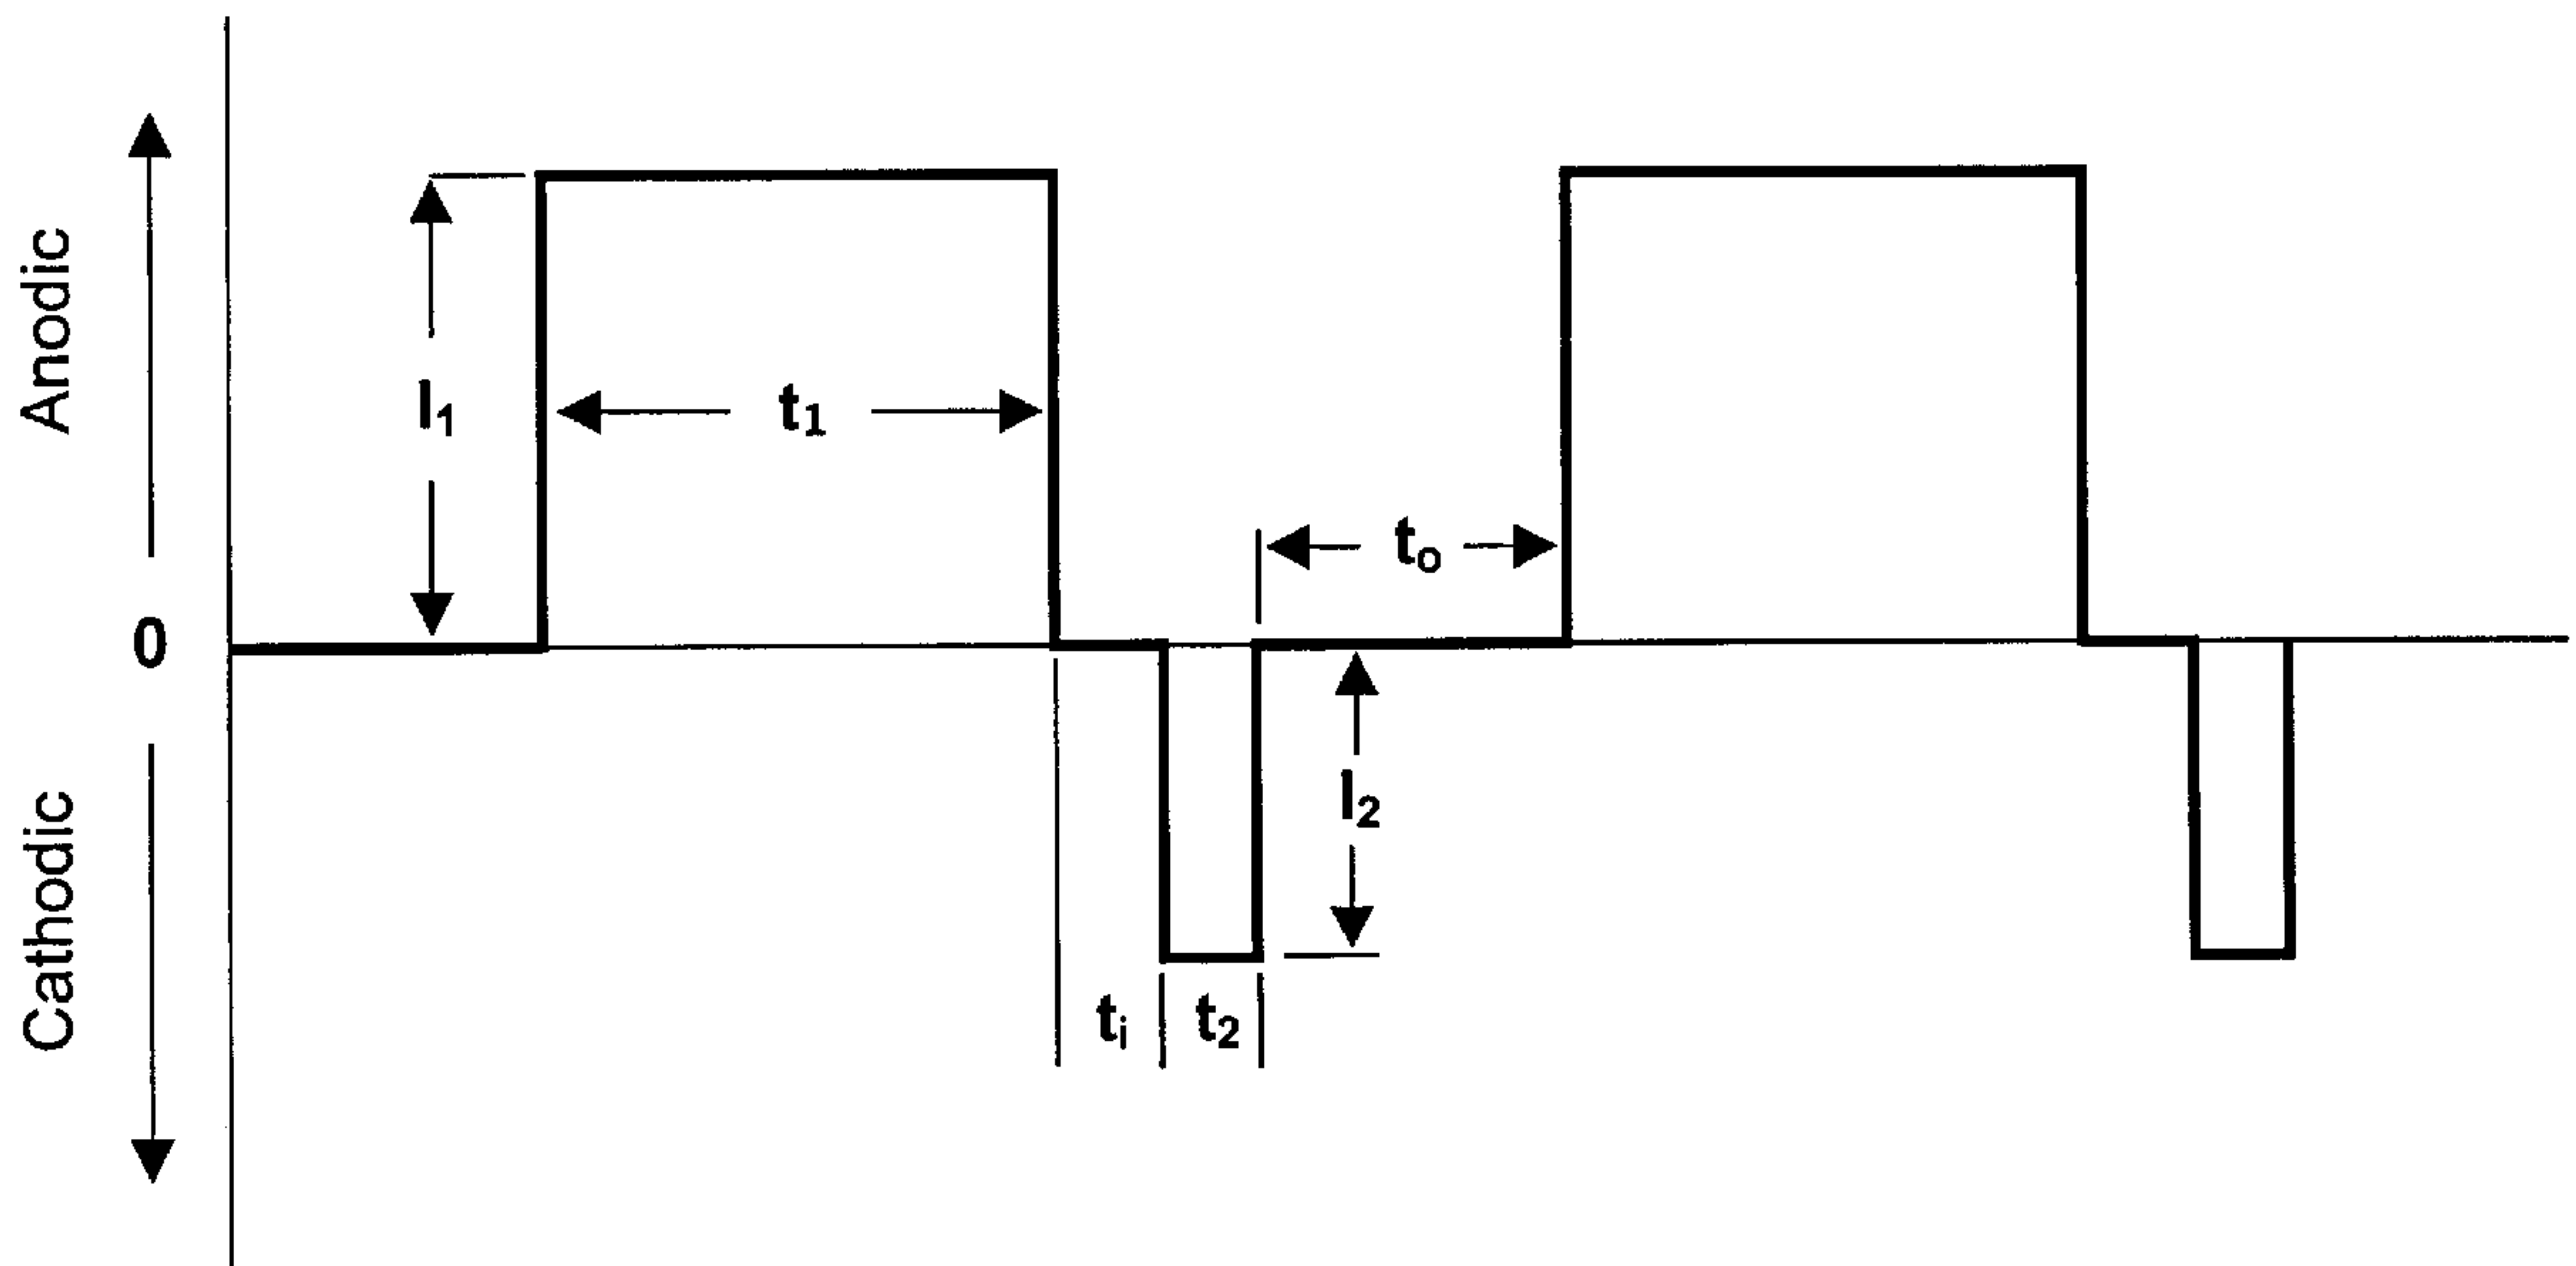 Anodic
I₁
t₁
tₒ
0
I₂
Cathodic
tᵢ
t₂